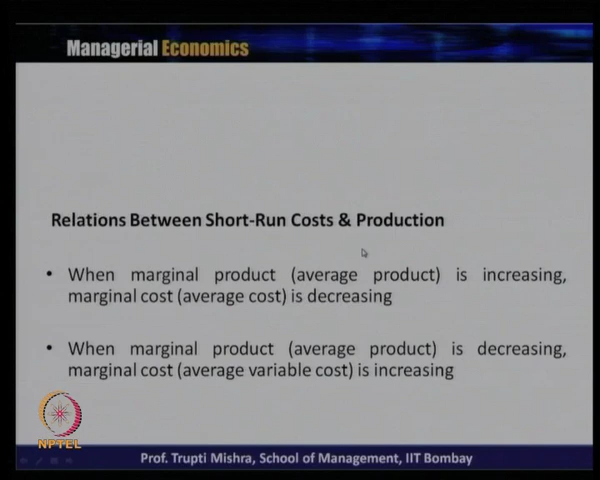 Managerial Economics
Relations Between Short-Run Costs & Production
• When marginal product (average product) is increasing,
marginal cost (average cost) is decreasing
• When marginal product (average product) is decreasing,
marginal cost (average variable cost) is increasing
NPTEL
Prof. Trupti Mishra, School of Management, IIT Bombay